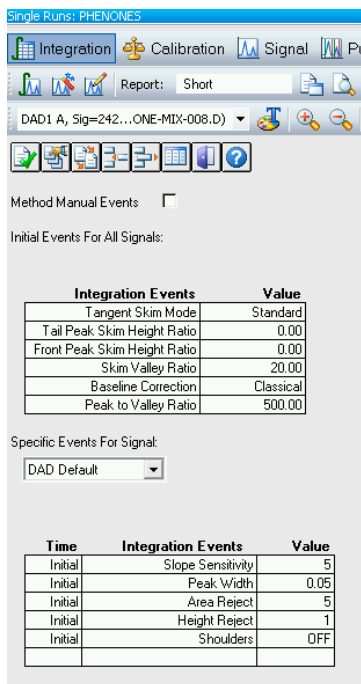 Single Runs: PHENONES
Integration Calibration Signal
Report: Short
DAD1 A, Sig=242...ONE-MIX-008.D)
Method Manual Events
Initial Events For All Signals:
Integration Events Value
Tangent Skim Mode Standard
Tail Peak Skim Height Ratio 0.00
Front Peak Skim Height Ratio 0.00
Skim Valley Ratio 20.00
Baseline Correction Classical
Peak to Valley Ratio 500.00
Specific Events For Signal:
DAD Default
Time Integration Events Value
Initial Slope Sensitivity 5
Initial Peak Width 0.05
Initial Area Reject 5
Initial Height Reject 1
Initial Shoulders OFF